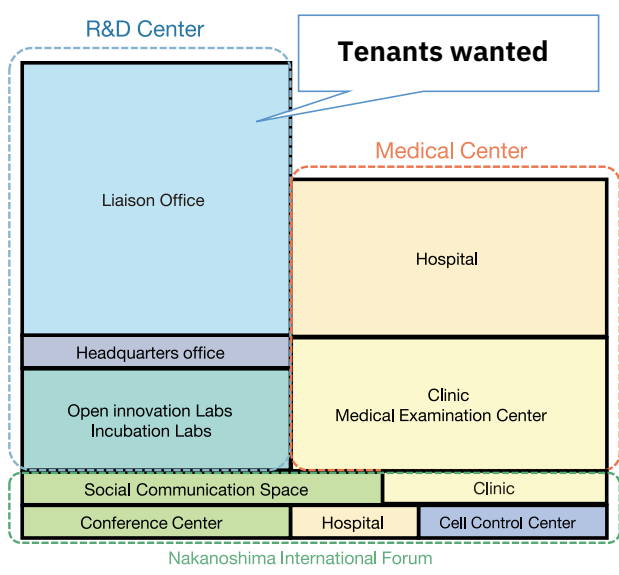 R&D Center
Tenants wanted
Medical Center
Liaison Office
Hospital
Headquarters office
Clinic
Medical Examination Center
Open innovation Labs
Incubation Labs
Social Communication Space
Clinic
Conference Center
Hospital
Cell Control Center
Nakanoshima International Forum